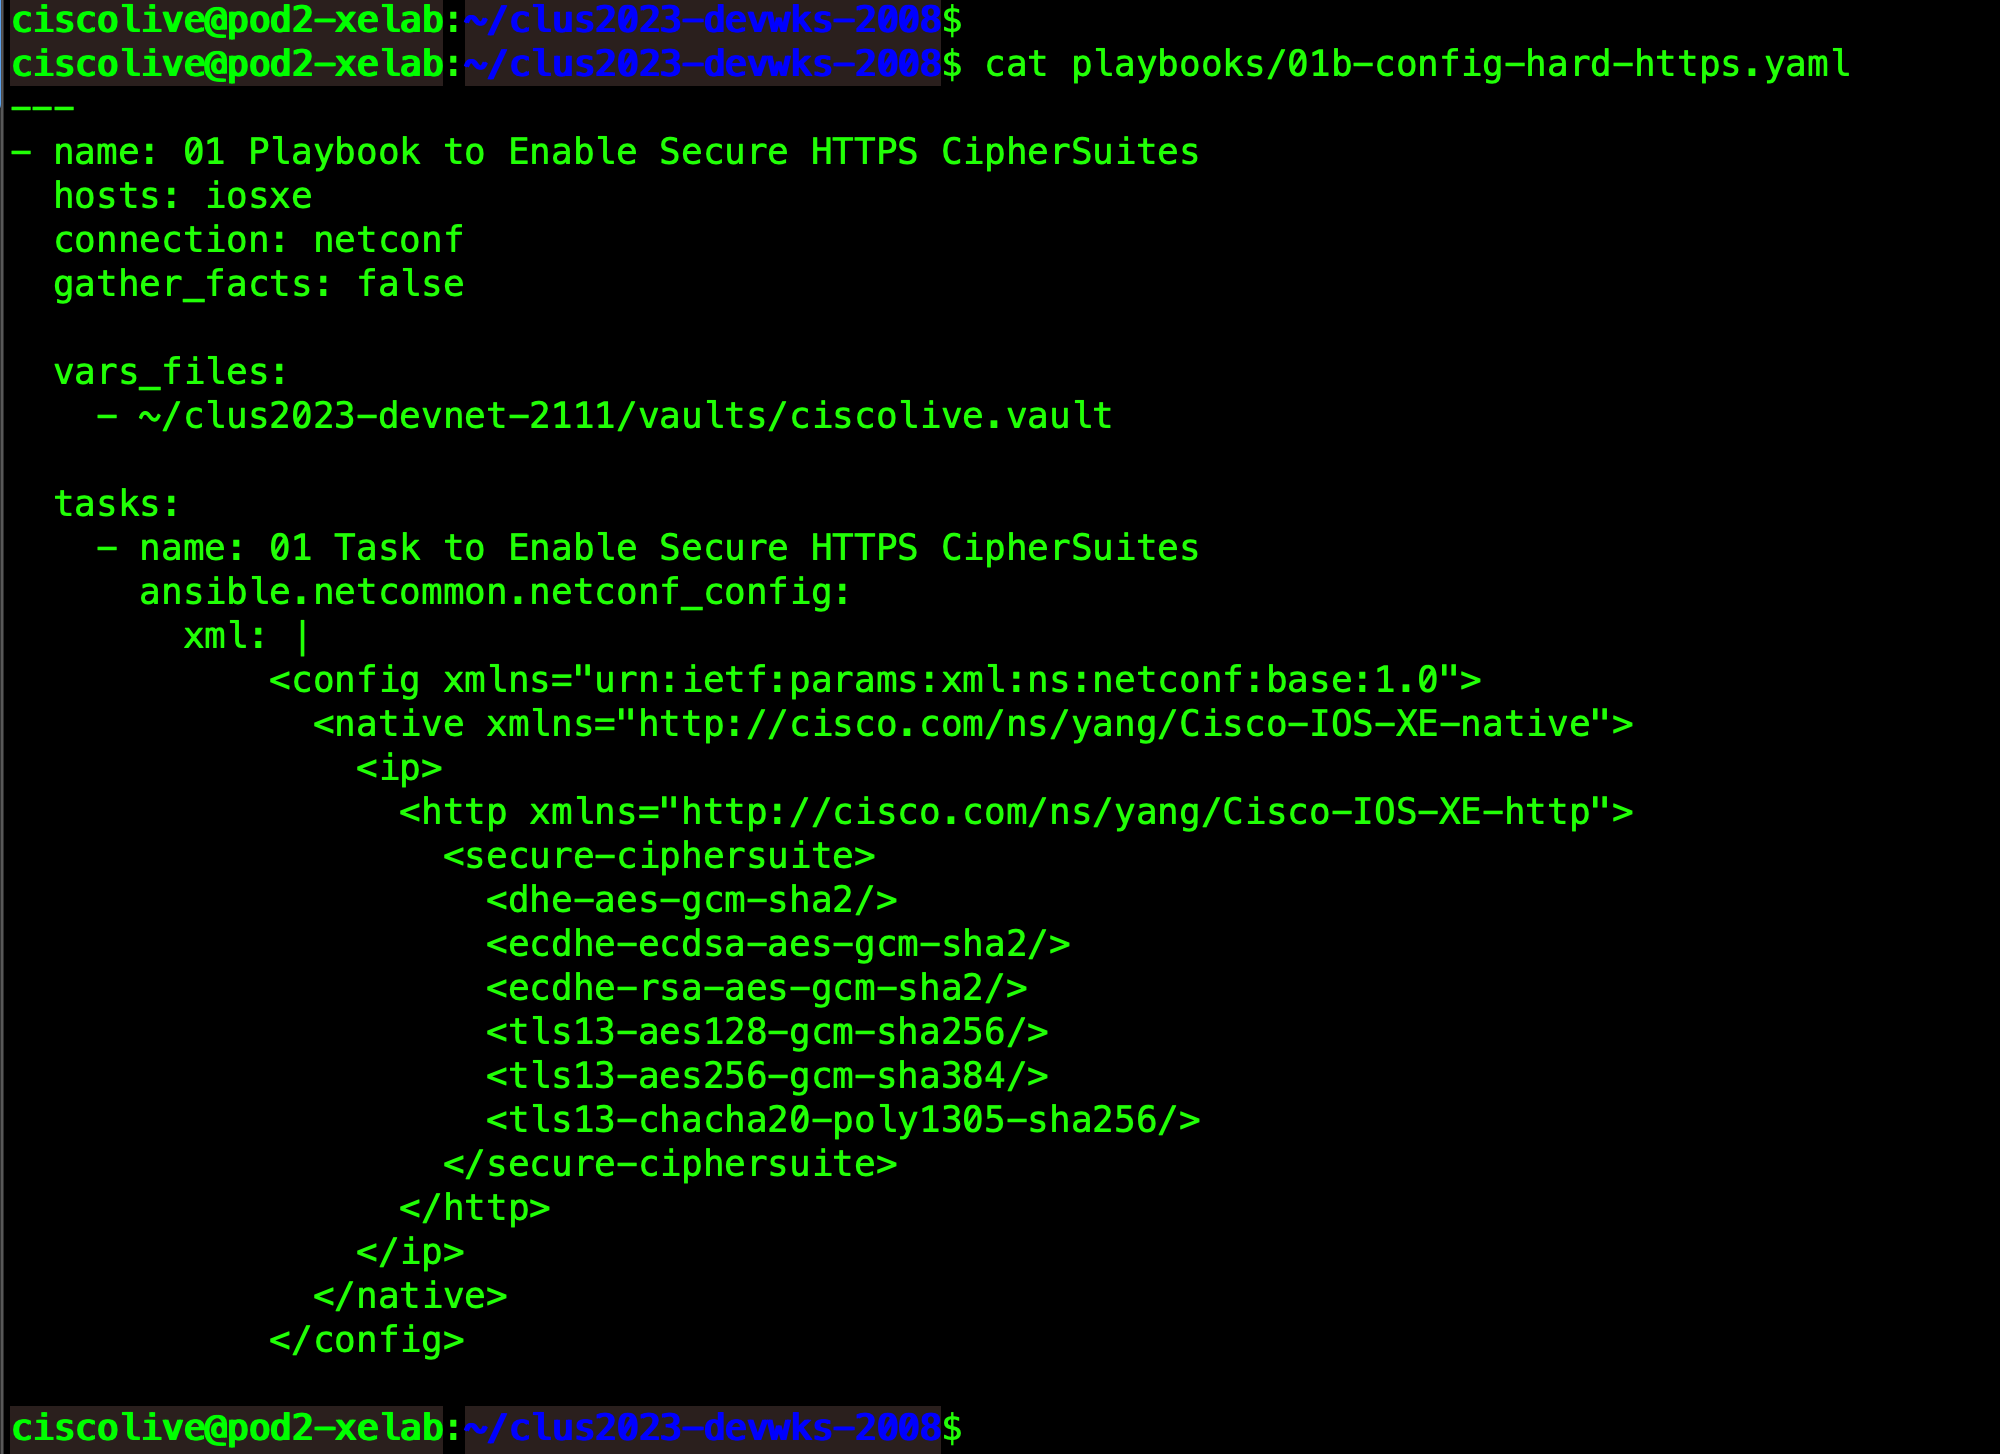 ciscolive@pod2-xelab:~/clus2023-devwks-2008$
ciscolive@pod2-xelab:~/clus2023-devwks-2008$ cat playbooks/01b-config-hard-https.yaml
---
- name: 01 Playbook to Enable Secure HTTPS CipherSuites
  hosts: iosxe
  connection: netconf
  gather_facts: false

  vars_files:
    - ~/clus2023-devnet-2111/vaults/ciscolive.vault

  tasks:
    - name: 01 Task to Enable Secure HTTPS CipherSuites
      ansible.netcommon.netconf_config:
        xml: |
            <config xmlns="urn:ietf:params:xml:ns:netconf:base:1.0">
              <native xmlns="http://cisco.com/ns/yang/Cisco-IOS-XE-native">
                <ip>
                  <http xmlns="http://cisco.com/ns/yang/Cisco-IOS-XE-http">
                    <secure-ciphersuite>
                      <dhe-aes-gcm-sha2/>
                      <ecdhe-ecdsa-aes-gcm-sha2/>
                      <ecdhe-rsa-aes-gcm-sha2/>
                      <tls13-aes128-gcm-sha256/>
                      <tls13-aes256-gcm-sha384/>
                      <tls13-chacha20-poly1305-sha256/>
                    </secure-ciphersuite>
                  </http>
                </ip>
              </native>
            </config>

ciscolive@pod2-xelab:~/clus2023-devwks-2008$